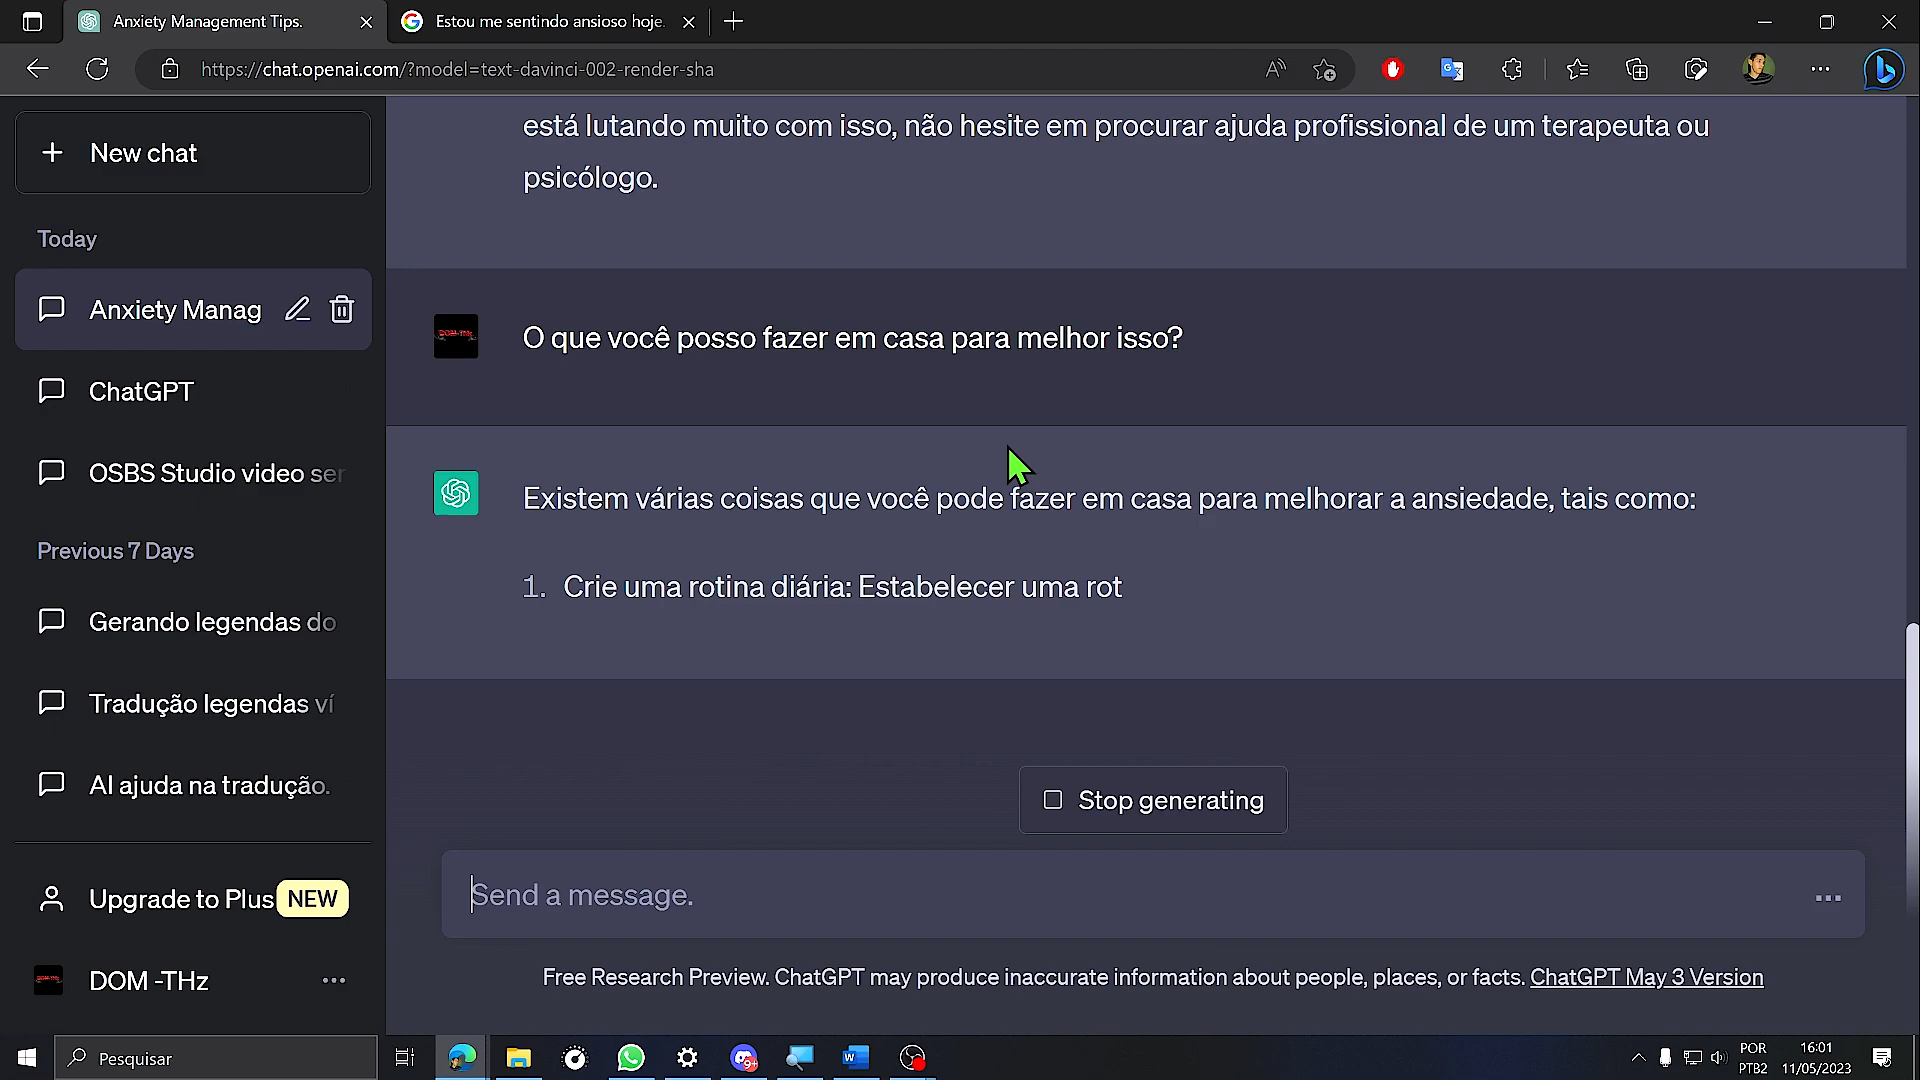 Anxiety Management Tips.
Estou me sentindo ansioso hoje.
https://chat.openai.com/?model=text-davinci-002-render-sha
New chat
Today
Anxiety Manag
ChatGPT
OSBS Studio video ser
Previous 7 Days
Gerando legendas do
Tradução legendas ví
AI ajuda na tradução.
Upgrade to Plus NEW
DOM -THz
está lutando muito com isso, não hesite em procurar ajuda profissional de um terapeuta ou
psicólogo.
DOM-THz
O que você posso fazer em casa para melhor isso?
Existem várias coisas que você pode fazer em casa para melhorar a ansiedade, tais como:
1. Crie uma rotina diária: Estabelecer uma rot
Stop generating
Send a message.
Free Research Preview. ChatGPT may produce inaccurate information about people, places, or facts. ChatGPT May 3 Version
Pesquisar
9+
POR
PTB2
16:01
11/05/2023